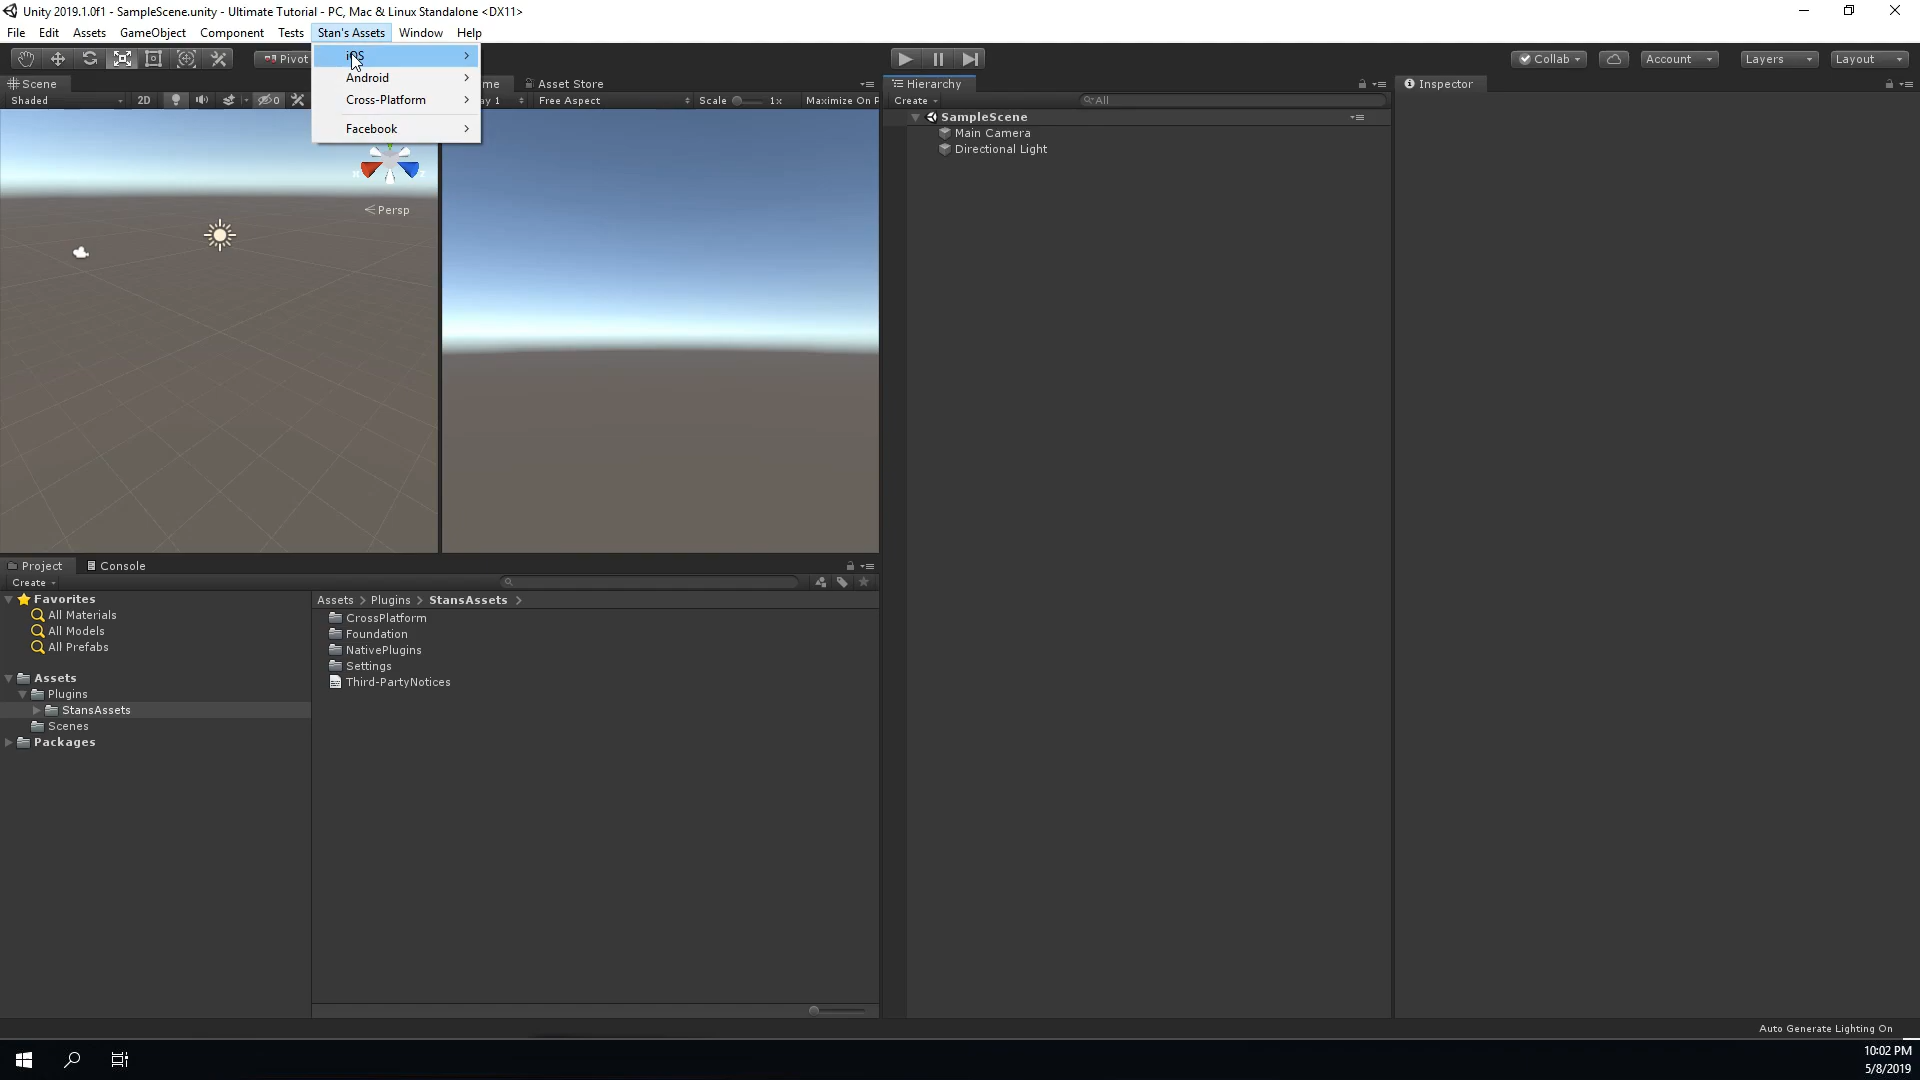 Unity 2019.1.0f1 - SampleScene.unity - Ultimate Tutorial - PC, Mac & Linux Standalone <DX11>
File Edit Assets GameObject Component Tests Stan's Assets Window Help
Pivot
iOS
Android
Cross-Platform
Facebook
Collab
Account
Layers
Layout
Scene
Asset Store
Shaded
2D
0
Free Aspect
Scale
1x
Maximize On P
Persp
Hierarchy
Create
All
SampleScene
Main Camera
Directional Light
Inspector
Project
Console
Create
Favorites
All Materials
All Models
All Prefabs
Assets
Plugins
StansAssets
Scenes
Packages
Assets > Plugins > StansAssets >
CrossPlatform
Foundation
NativePlugins
Settings
Third-PartyNotices
Auto Generate Lighting On
10:02 PM
5/8/2019